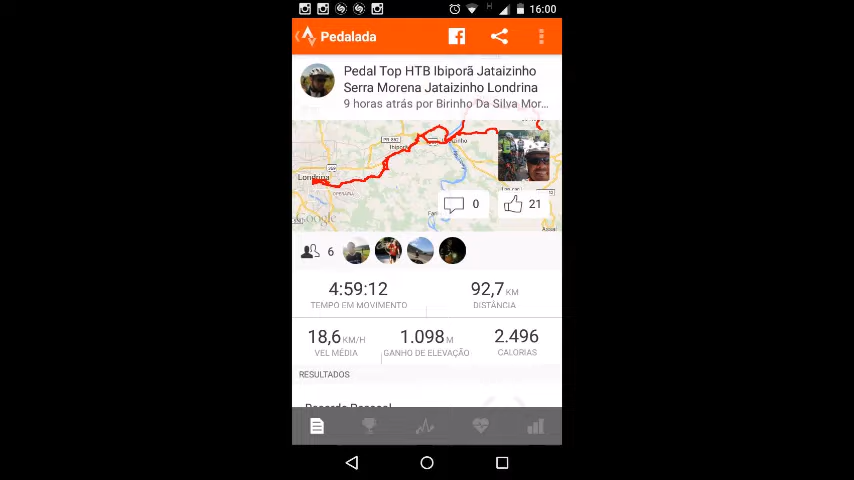 16:00
Pedalada
Pedal Top HTB Ibiporã Jataizinho
Serra Morena Jataizinho Londrina
9 horas atrás por Birinho Da Silva Mor...
Ibipor
Londrina
Google
0
21
6
4:59:12
92,7 KM
TEMPO EM MOVIMENTO
DISTÂNCIA
18,6 KM/H
1.098 M
2.496
VEL MÉDIA
GANHO DE ELEVAÇÃO
CALORIAS
RESULTADOS